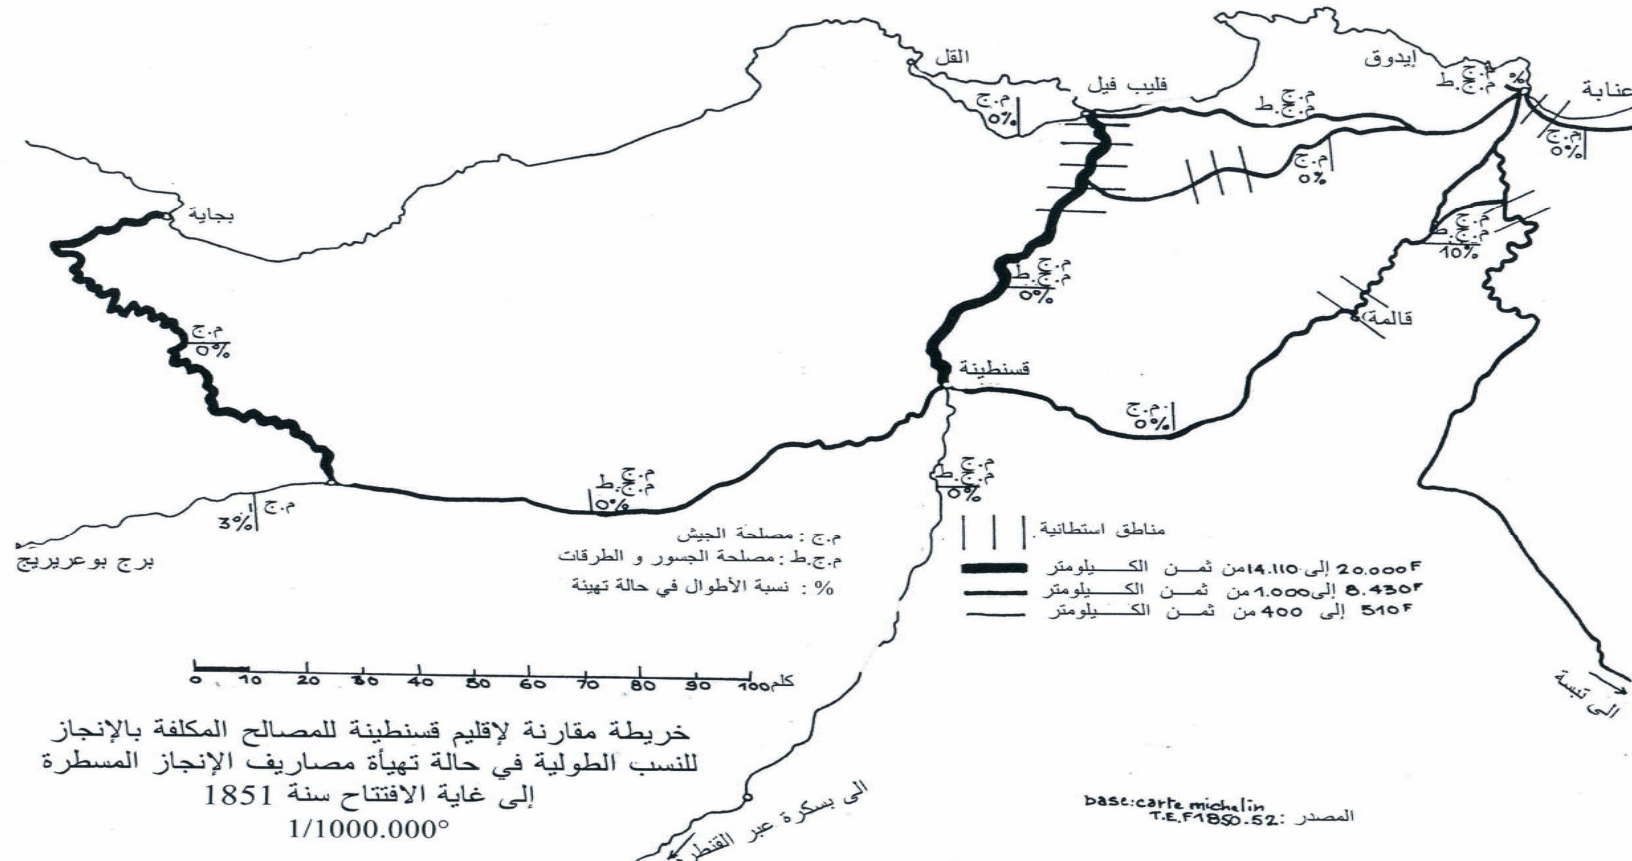 القل
إيدوق
فليب فيل
عنابة
م.ج
م.ج.ط
%
م.ج
0%
م.ج
م.ج.ط
م.ج
0%
م.ج
0%
بجاية
م.ج
م.ج.ط
10%
م.ج
م.ج.ط
0%
قالمة
م.ج
0%
قسنطينة
م.ج
0%
م.ج
م.ج.ط
0%
م.ج
م.ج.ط
0%
م.ج
3%
برج بوعريريج
م.ج : مصلحة الجيش
م.ج.ط : مصلحة الجسور و الطرقات
% : نسبة الأطوال في حالة تهيئة
مناطق استطانية
من ثمن الكيلومتر 14.110 إلى 20.000F
من ثمن الكيلومتر 1.000 إلى 8.430F
من ثمن الكيلومتر 400 إلى 510F
0 10 20 30 40 50 60 70 80 90 100 كلم
الى تبسة
خريطة مقارنة لإقليم قسنطينة للمصالح المكلفة بالإنجاز
للنسب الطولية في حالة تهيأة مصاريف الإنجاز المسطرة
إلى غاية الافتتاح سنة 1851
1/1000.000°
الى بسكرة عبر القنطرة
base:carte michelin
المصدر :T.E.F1850.52